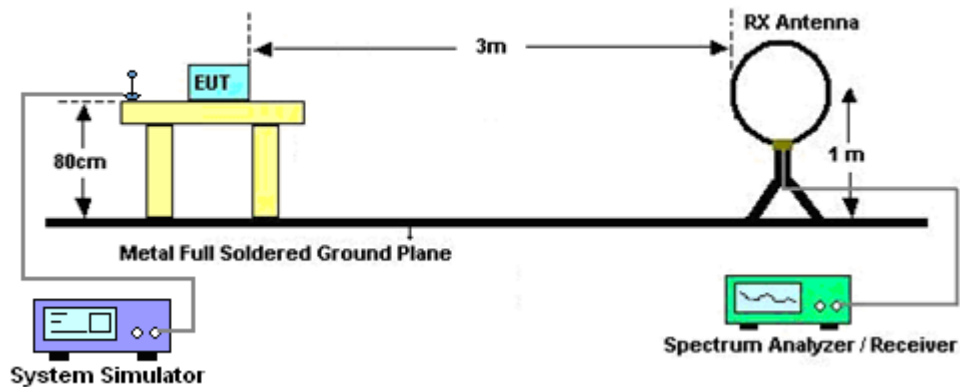 RX Antenna
3m
EUT
80cm
1 m
Metal Full Soldered Ground Plane
Spectrum Analyzer / Receiver
System Simulator